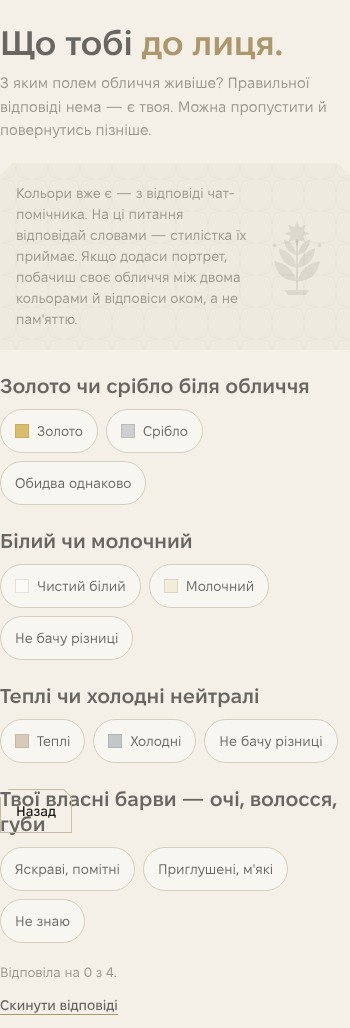 Що тобі до лиця.
З яким полем обличчя живіше? Правильної
відповіді нема — є твоя. Можна пропустити й
повернутись пізніше.
Кольори вже є — з відповіді чат-
помічника. На ці питання
відповідай словами — стилістка їх
приймає. Якщо додаси портрет,
побачиш своє обличчя між двома
кольорами й відповіси оком, а не
пам'яттю.
Золото чи срібло біля обличчя
Золото
Срібло
Обидва однаково
Білий чи молочний
Чистий білий
Молочний
Не бачу різниці
Теплі чи холодні нейтралі
Теплі
Холодні
Не бачу різниці
Твої власні барви — очі, волосся,
губи
Назад
Яскраві, помітні
Приглушені, м'які
Не знаю
Відповіла на 0 з 4.
Скинути відповіді